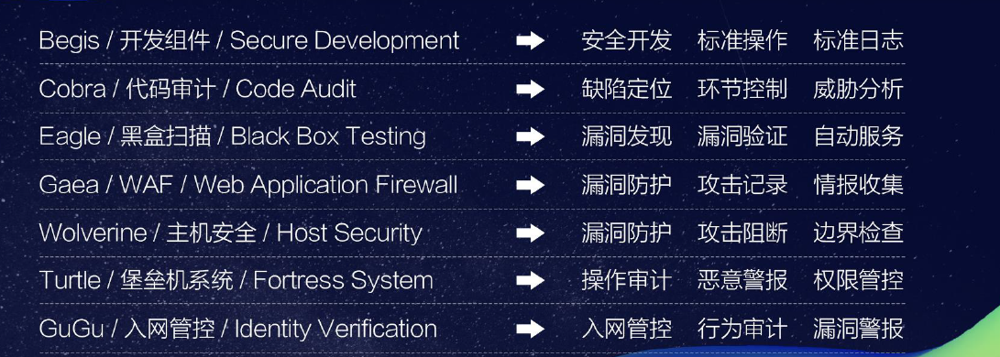 Begis / 开发组件 / Secure Development ➡ 安全开发 标准操作 标准日志
Cobra / 代码审计 / Code Audit ➡ 缺陷定位 环节控制 威胁分析
Eagle / 黑盒扫描 / Black Box Testing ➡ 漏洞发现 漏洞验证 自动服务
Gaea / WAF / Web Application Firewall ➡ 漏洞防护 攻击记录 情报收集
Wolverine / 主机安全 / Host Security ➡ 漏洞防护 攻击阻断 边界检查
Turtle / 堡垒机系统 / Fortress System ➡ 操作审计 恶意警报 权限管控
GuGu / 入网管控 / Identity Verification ➡ 入网管控 行为审计 漏洞警报